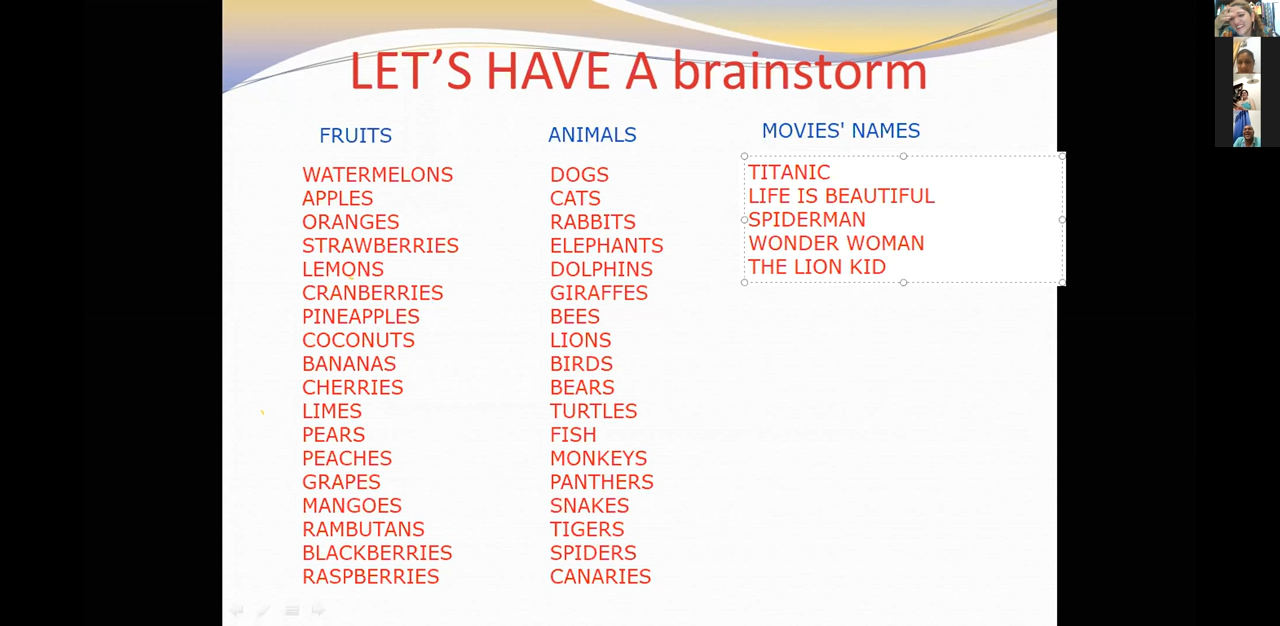 LET'S HAVE A brainstorm
FRUITS
WATERMELONS
APPLES
ORANGES
STRAWBERRIES
LEMONS
CRANBERRIES
PINEAPPLES
COCONUTS
BANANAS
CHERRIES
LIMES
PEARS
PEACHES
GRAPES
MANGOES
RAMBUTANS
BLACKBERRIES
RASPBERRIES
ANIMALS
DOGS
CATS
RABBITS
ELEPHANTS
DOLPHINS
GIRAFFES
BEES
LIONS
BIRDS
BEARS
TURTLES
FISH
MONKEYS
PANTHERS
SNAKES
TIGERS
SPIDERS
CANARIES
MOVIES' NAMES
TITANIC
LIFE IS BEAUTIFUL
SPIDERMAN
WONDER WOMAN
THE LION KID